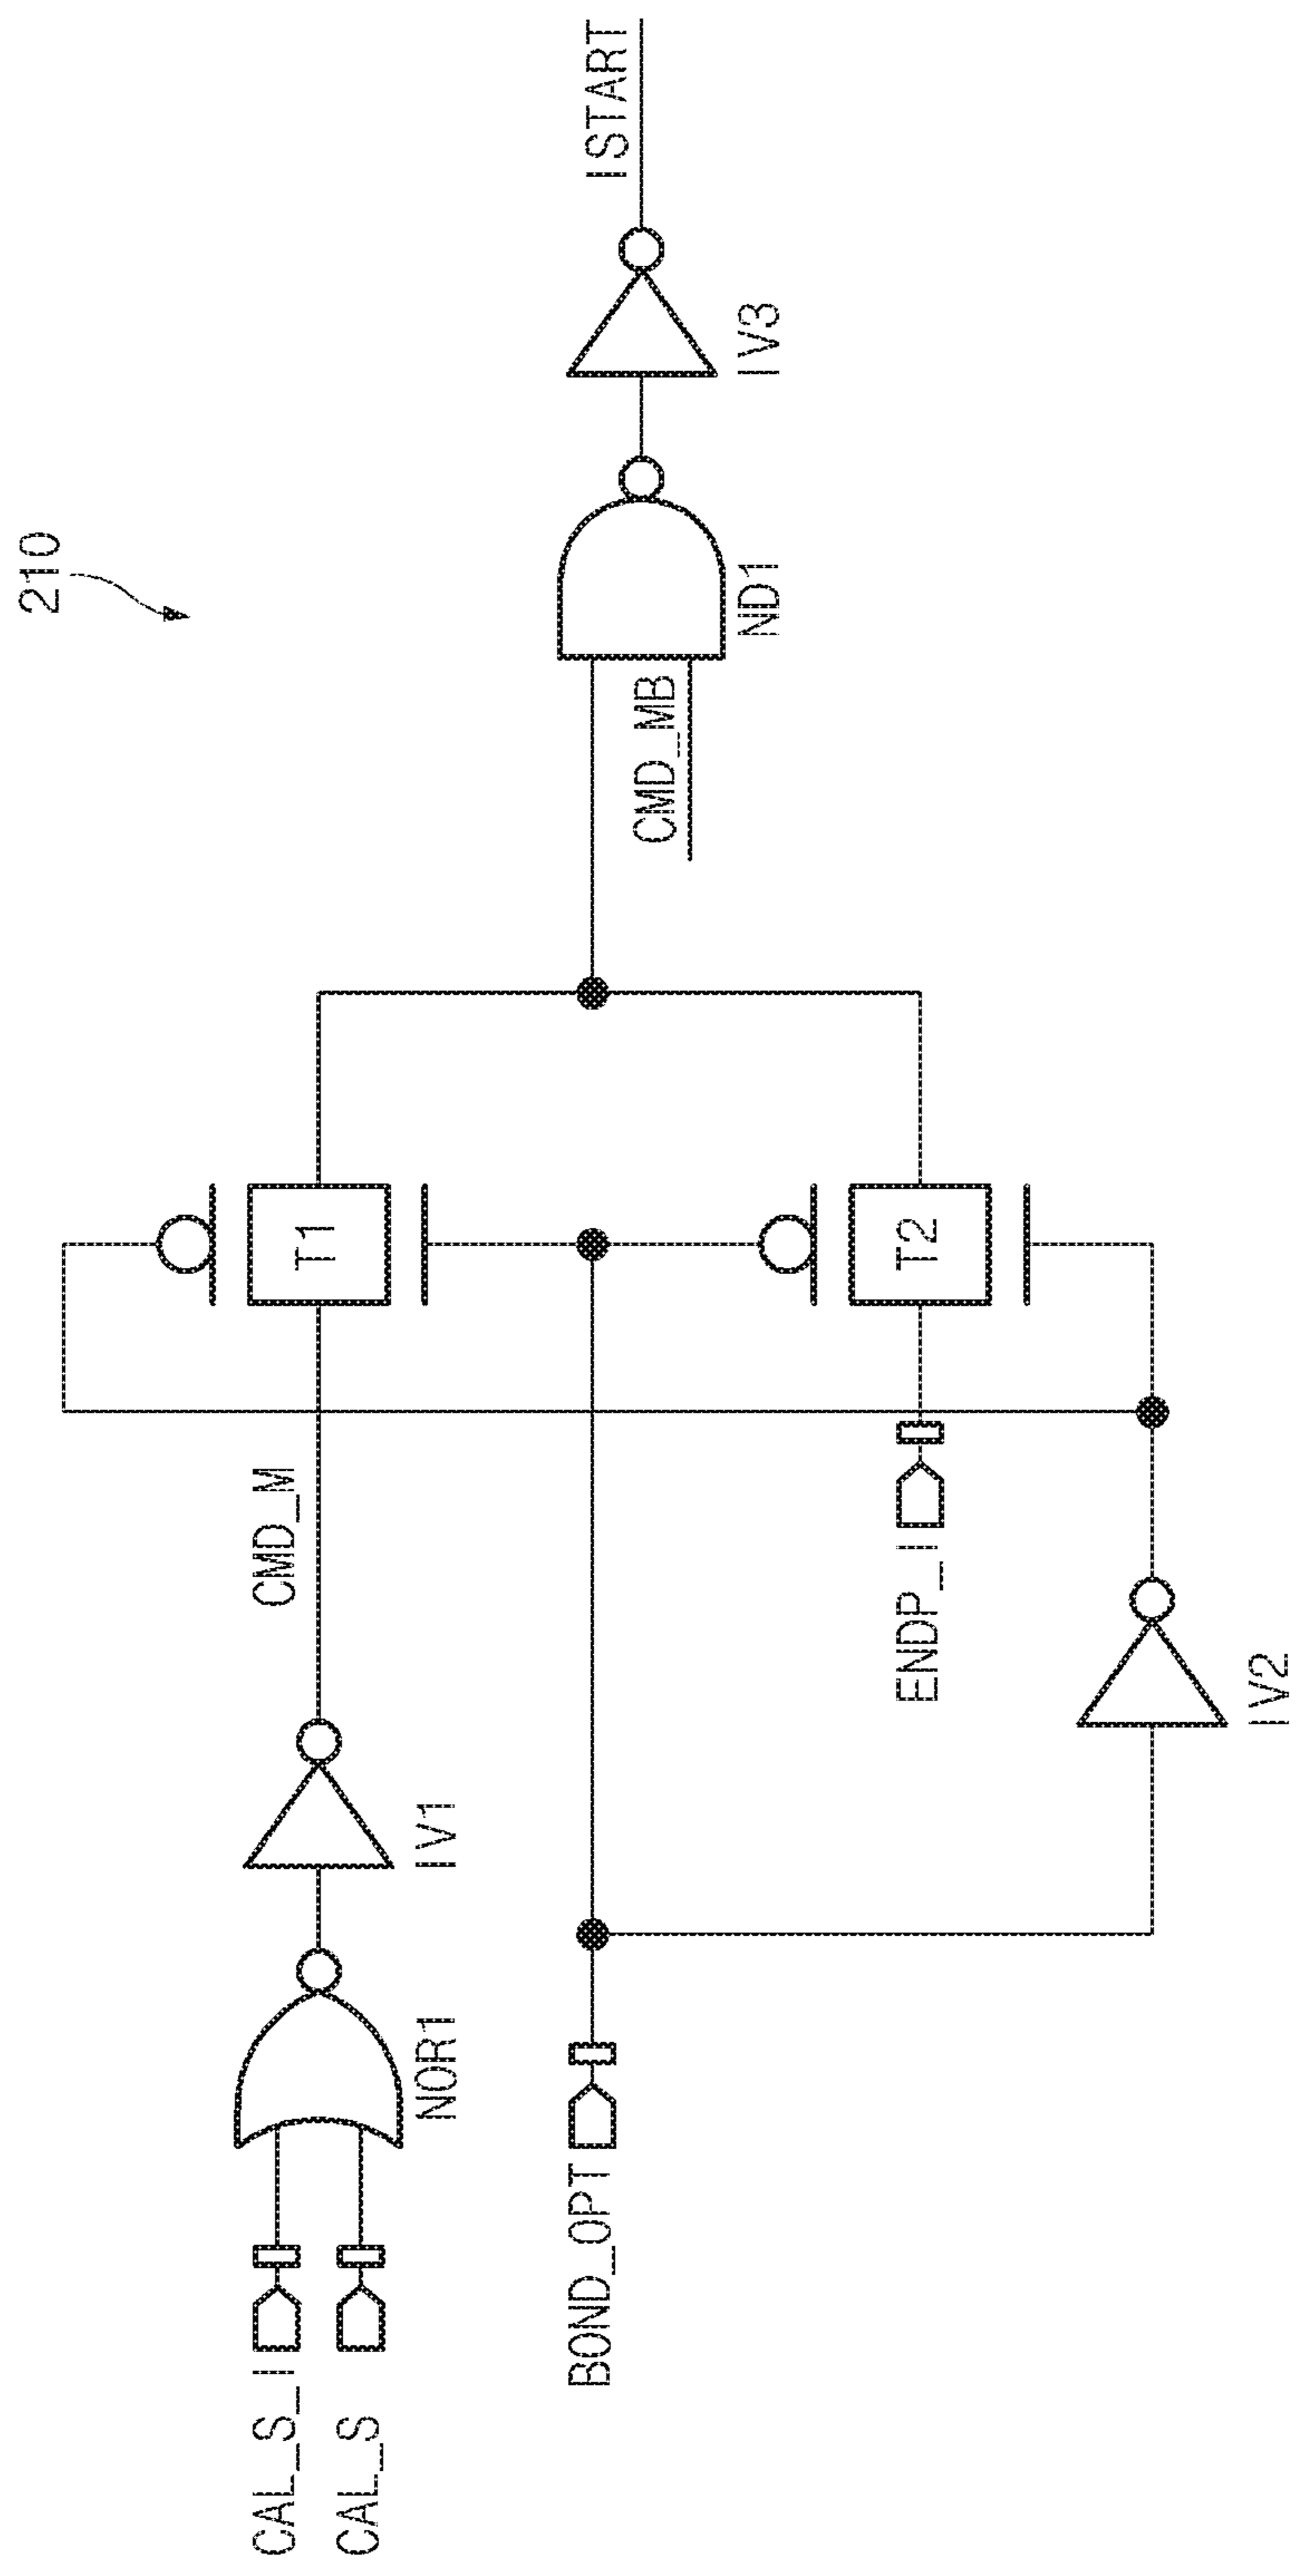 210
CAL_S_I
CAL_S
NOR1
IV1
CMD_M
T1
BOND_OPT
ENDP_I
T2
IV2
CMD_MB
ND1
IV3
ISTART